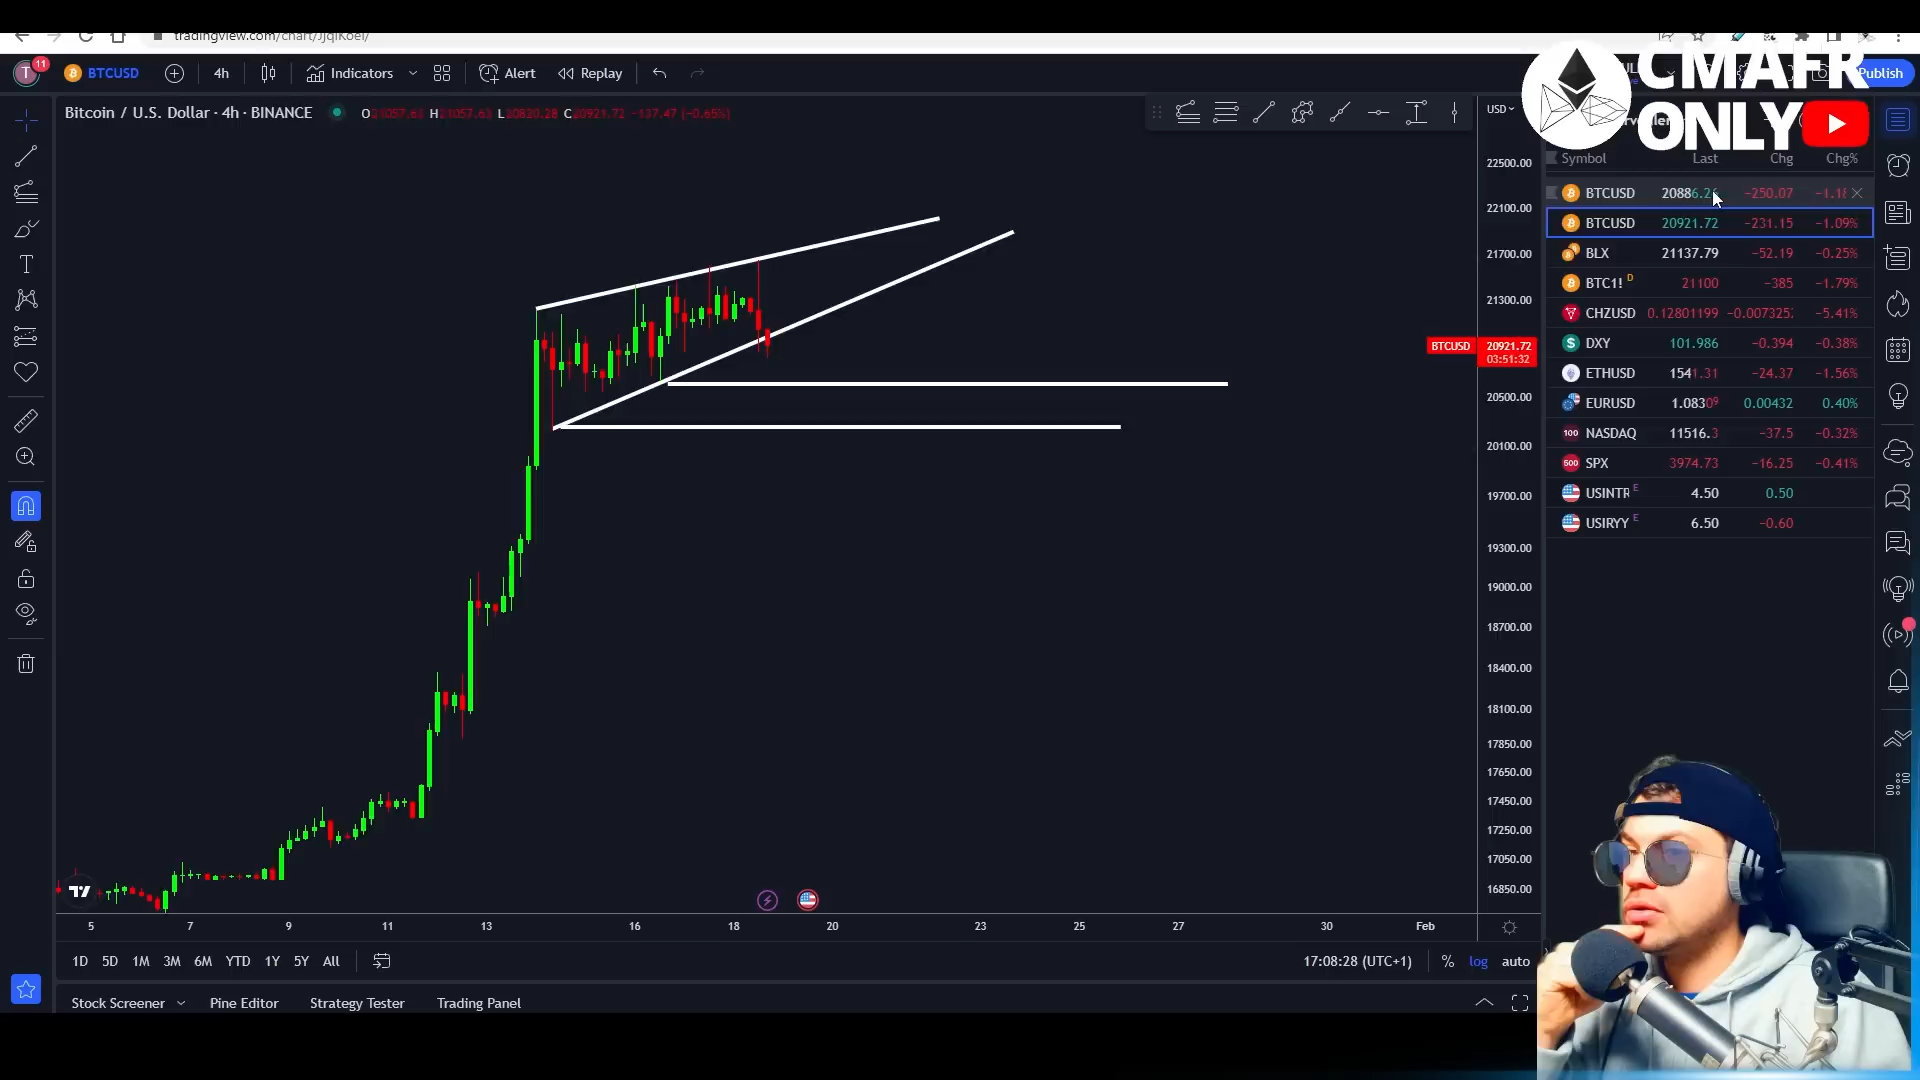 tradingview.com/chart/JjqlKoeI/
T 11 BTCUSD 4h Indicators Alert Replay Publish
CMAFR
ONLY
Bitcoin / U.S. Dollar · 4h · BINANCE O21057.63 H21057.63 L20820.28 C20921.72 −137.47 (−0.65%)
USD
Symbol Last Chg Chg%
BTCUSD 20886.2 −250.07 −1.18
BTCUSD 20921.72 −231.15 −1.09%
BLX 21137.79 −52.19 −0.25%
BTC1! D 21100 −385 −1.79%
CHZUSD 0.12801199 −0.007325 −5.41%
DXY 101.986 −0.394 −0.38%
ETHUSD 1541.31 −24.37 −1.56%
EURUSD 1.08309 0.00432 0.40%
NASDAQ 11516.3 −37.5 −0.32%
SPX 3974.73 −16.25 −0.41%
USINTR E 4.50 0.50
USIRYY E 6.50 −0.60
22500.00
22100.00
21700.00
21300.00
BTCUSD 20921.72
03:51:32
20500.00
20100.00
19700.00
19300.00
19000.00
18700.00
18400.00
18100.00
17850.00
17650.00
17450.00
17250.00
17050.00
16850.00
5 7 9 11 13 16 18 20 23 25 27 30 Feb
1D 5D 1M 3M 6M YTD 1Y 5Y All 17:08:28 (UTC+1) % log auto
Stock Screener Pine Editor Strategy Tester Trading Panel